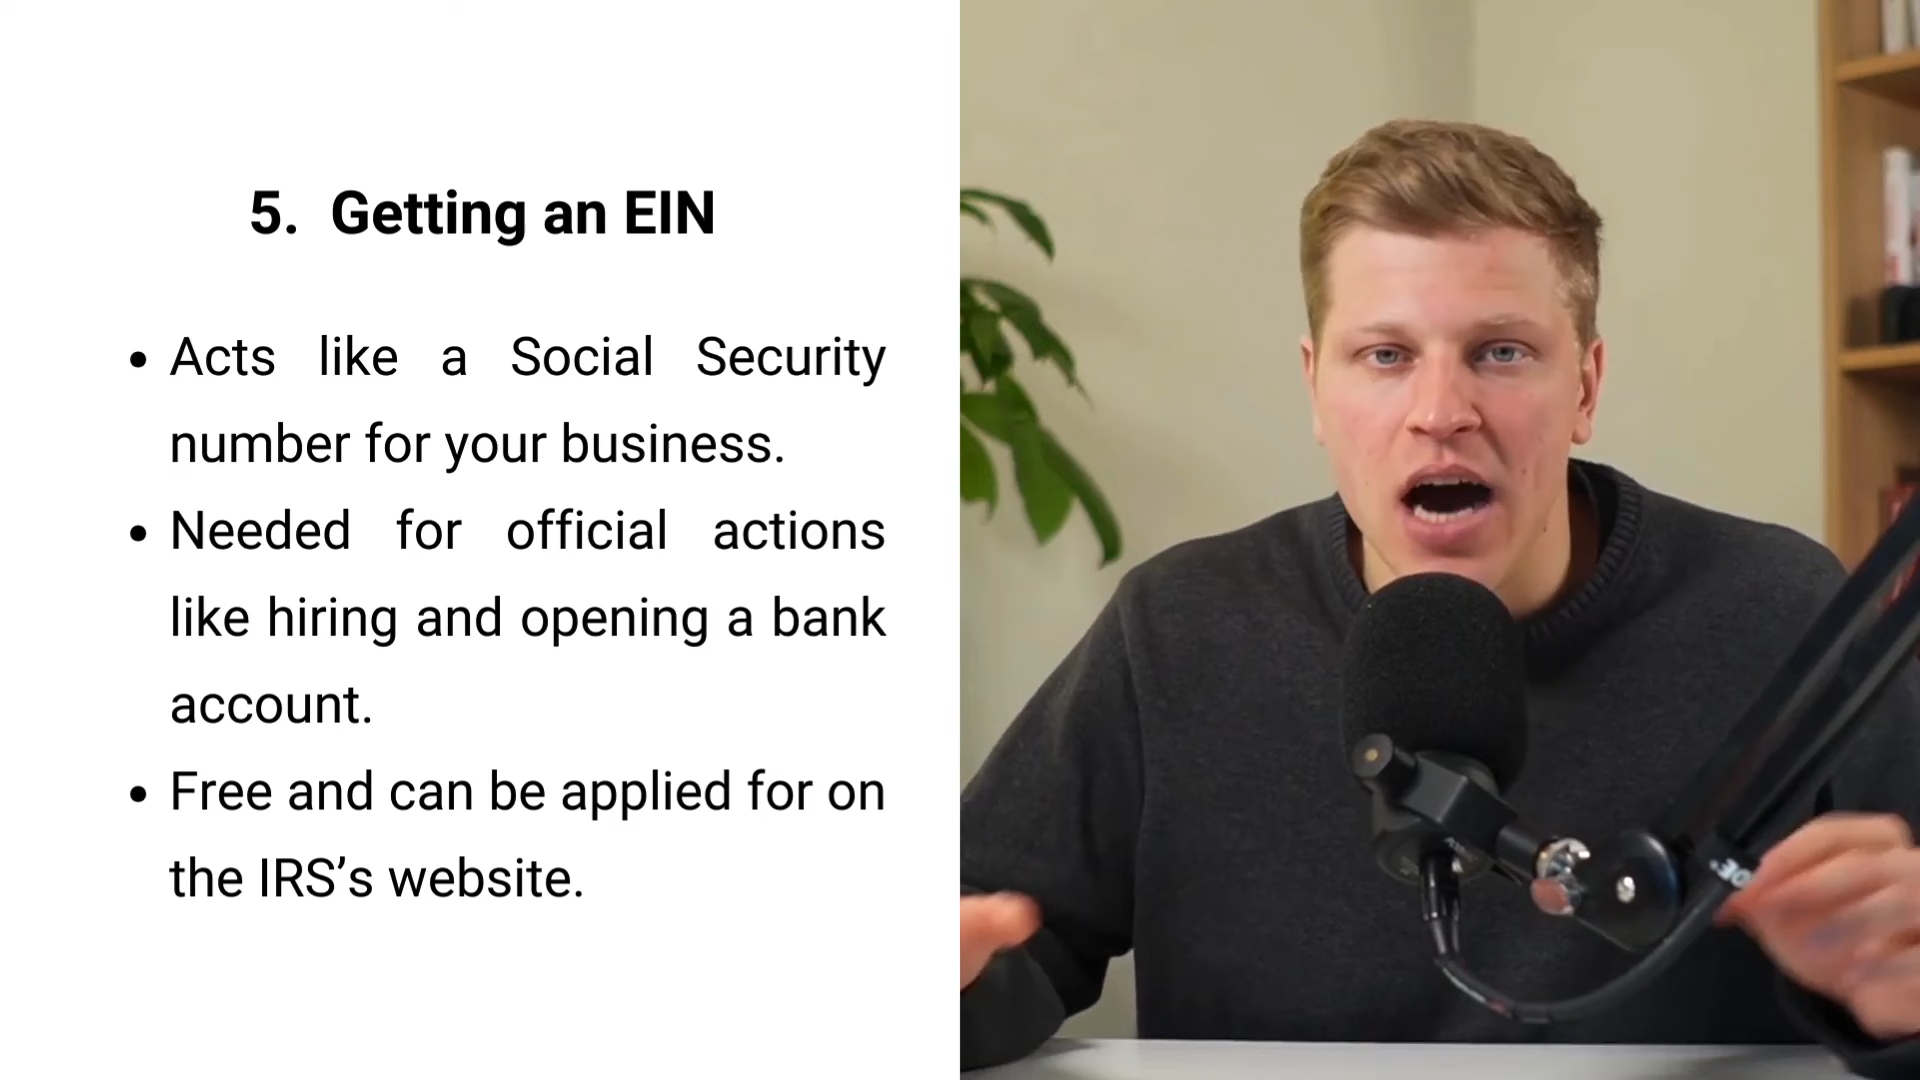 5. Getting an EIN
• Acts like a Social Security
number for your business.
• Needed for official actions
like hiring and opening a bank
account.
• Free and can be applied for on
the IRS’s website.